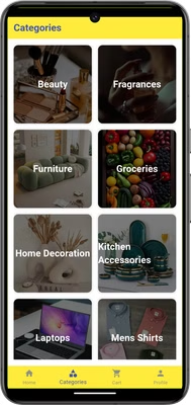 Categories
Beauty
Fragrances
Furniture
Groceries
Home Decoration
Kitchen
Accessories
Laptops
Mens Shirts
Home
Categories
Cart
Profile